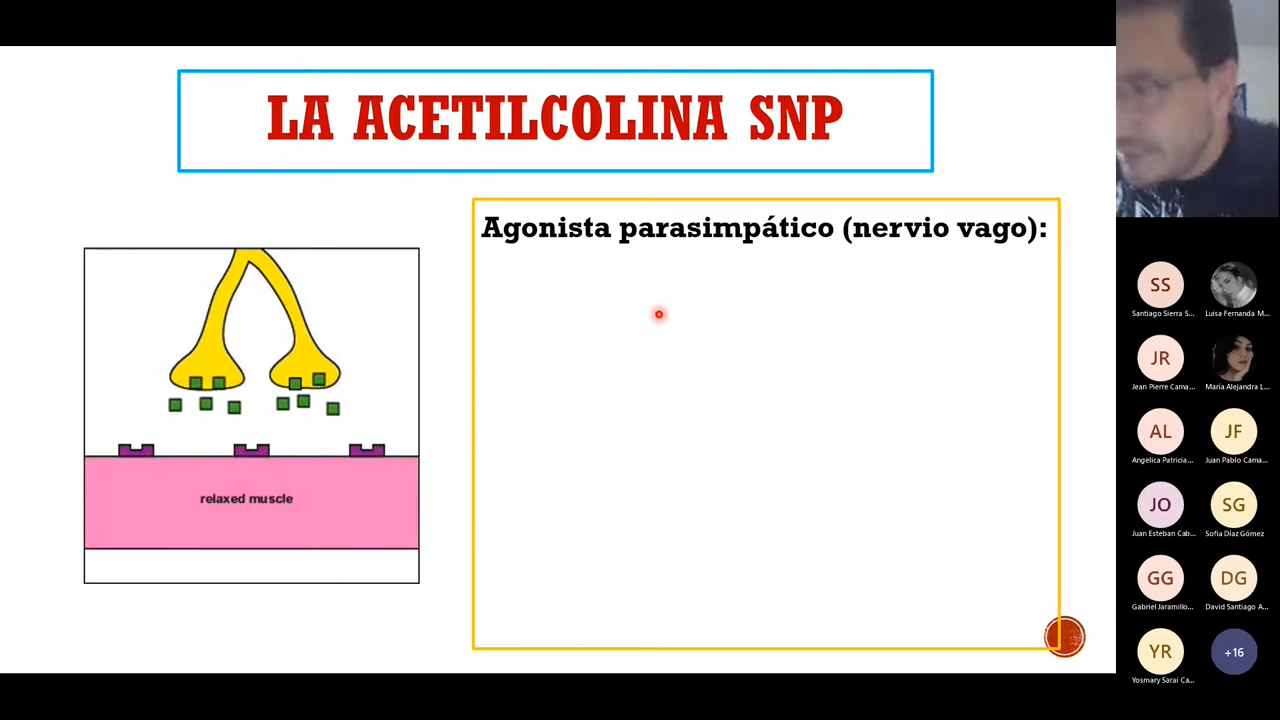 LA ACETILCOLINA SNP
Agonista parasimpático (nervio vago):
relaxed muscle
SS
Santiago Sierra S...
Luisa Fernanda M...
JR
Jean Pierre Cama...
María Alejandra L...
AL
JF
Angelica Patricia...
Juan Pablo Cama...
JO
SG
Juan Esteban Cab...
Sofia Díaz Gómez
GG
DG
Gabriel Jaramillo...
David Santiago A...
YR
+16
Yosmary Sarai Ca...